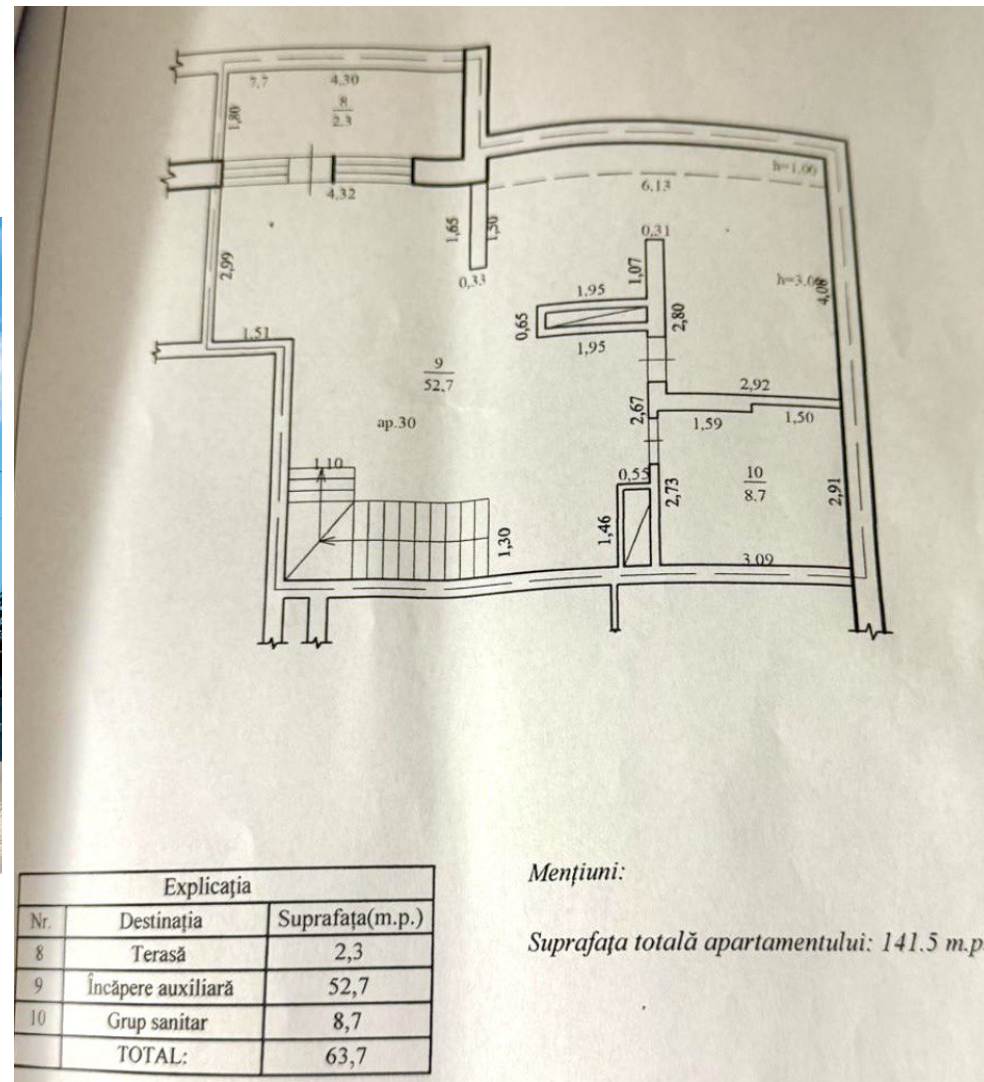 7,7 4.30
8
2.3
1,80
4,32
h=1.00
6,13
1,65
1,50
0,33
2,99
0,31
1,07
h=3.00
4,08
1,95
0,65
1,95
2,80
1,51
9
52,7
ap.30
2,92
2,67
1,59 1,50
1,10
0,55
10
8.7
2,73
2,91
1,46
1,30
3,09
Explicația
Nr. Destinația Suprafața(m.p.)
8 Terasă 2,3
9 Încăpere auxiliară 52,7
10 Grup sanitar 8,7
TOTAL: 63,7
Mențiuni:
Suprafața totală apartamentului: 141.5 m.p